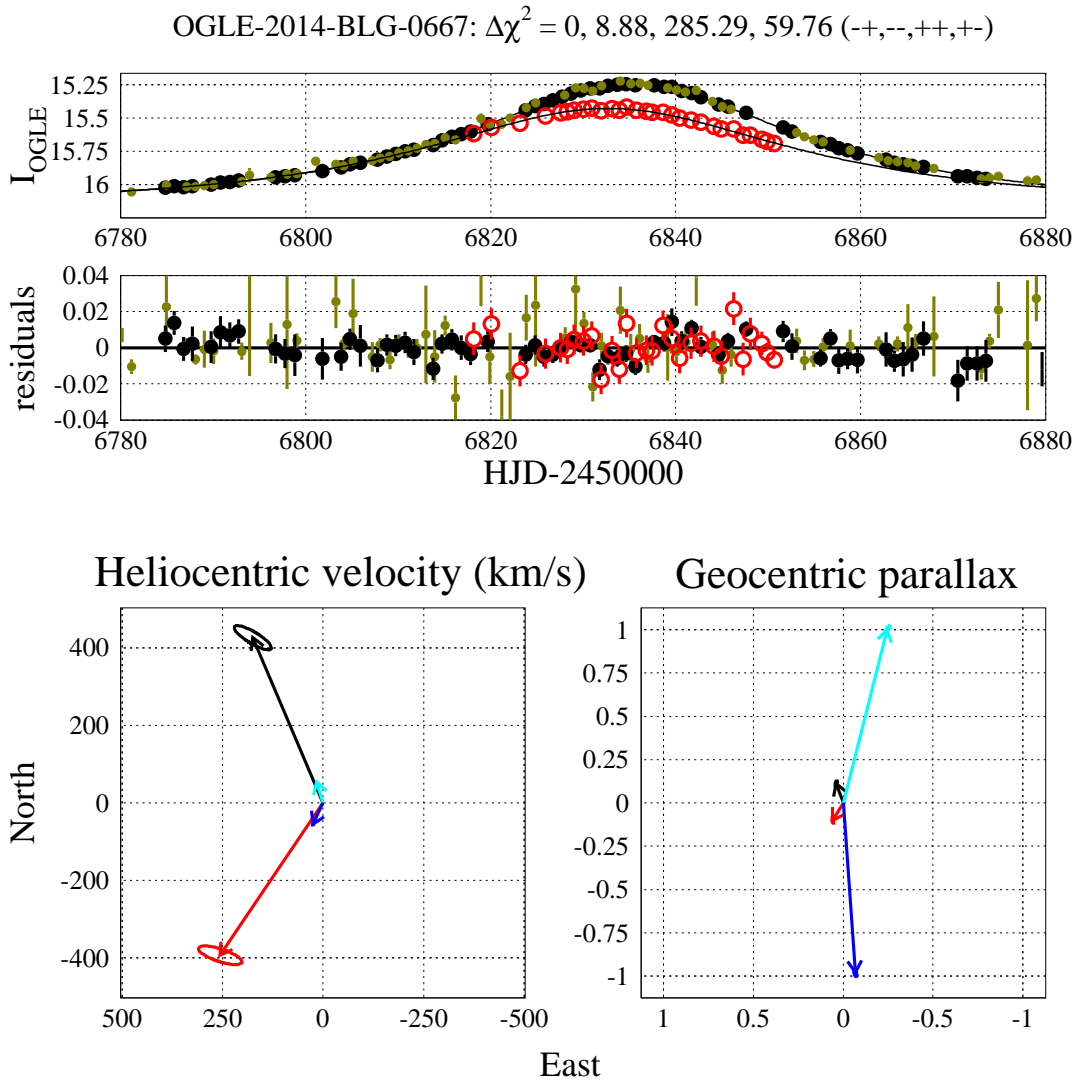 OGLE-2014-BLG-0667: Δχ² = 0, 8.88, 285.29, 59.76 (-+,--,++,+-)
I_OGLE
15.25
15.5
15.75
16
6780 6800 6820 6840 6860 6880
residuals
0.04
0.02
0
-0.02
-0.04
6780 6800 6820 6840 6860 6880
HJD-2450000
Heliocentric velocity (km/s)
North
400
200
0
-200
-400
500 250 0 -250 -500
Geocentric parallax
1
0.75
0.5
0.25
0
-0.25
-0.5
-0.75
-1
1 0.5 0 -0.5 -1
East